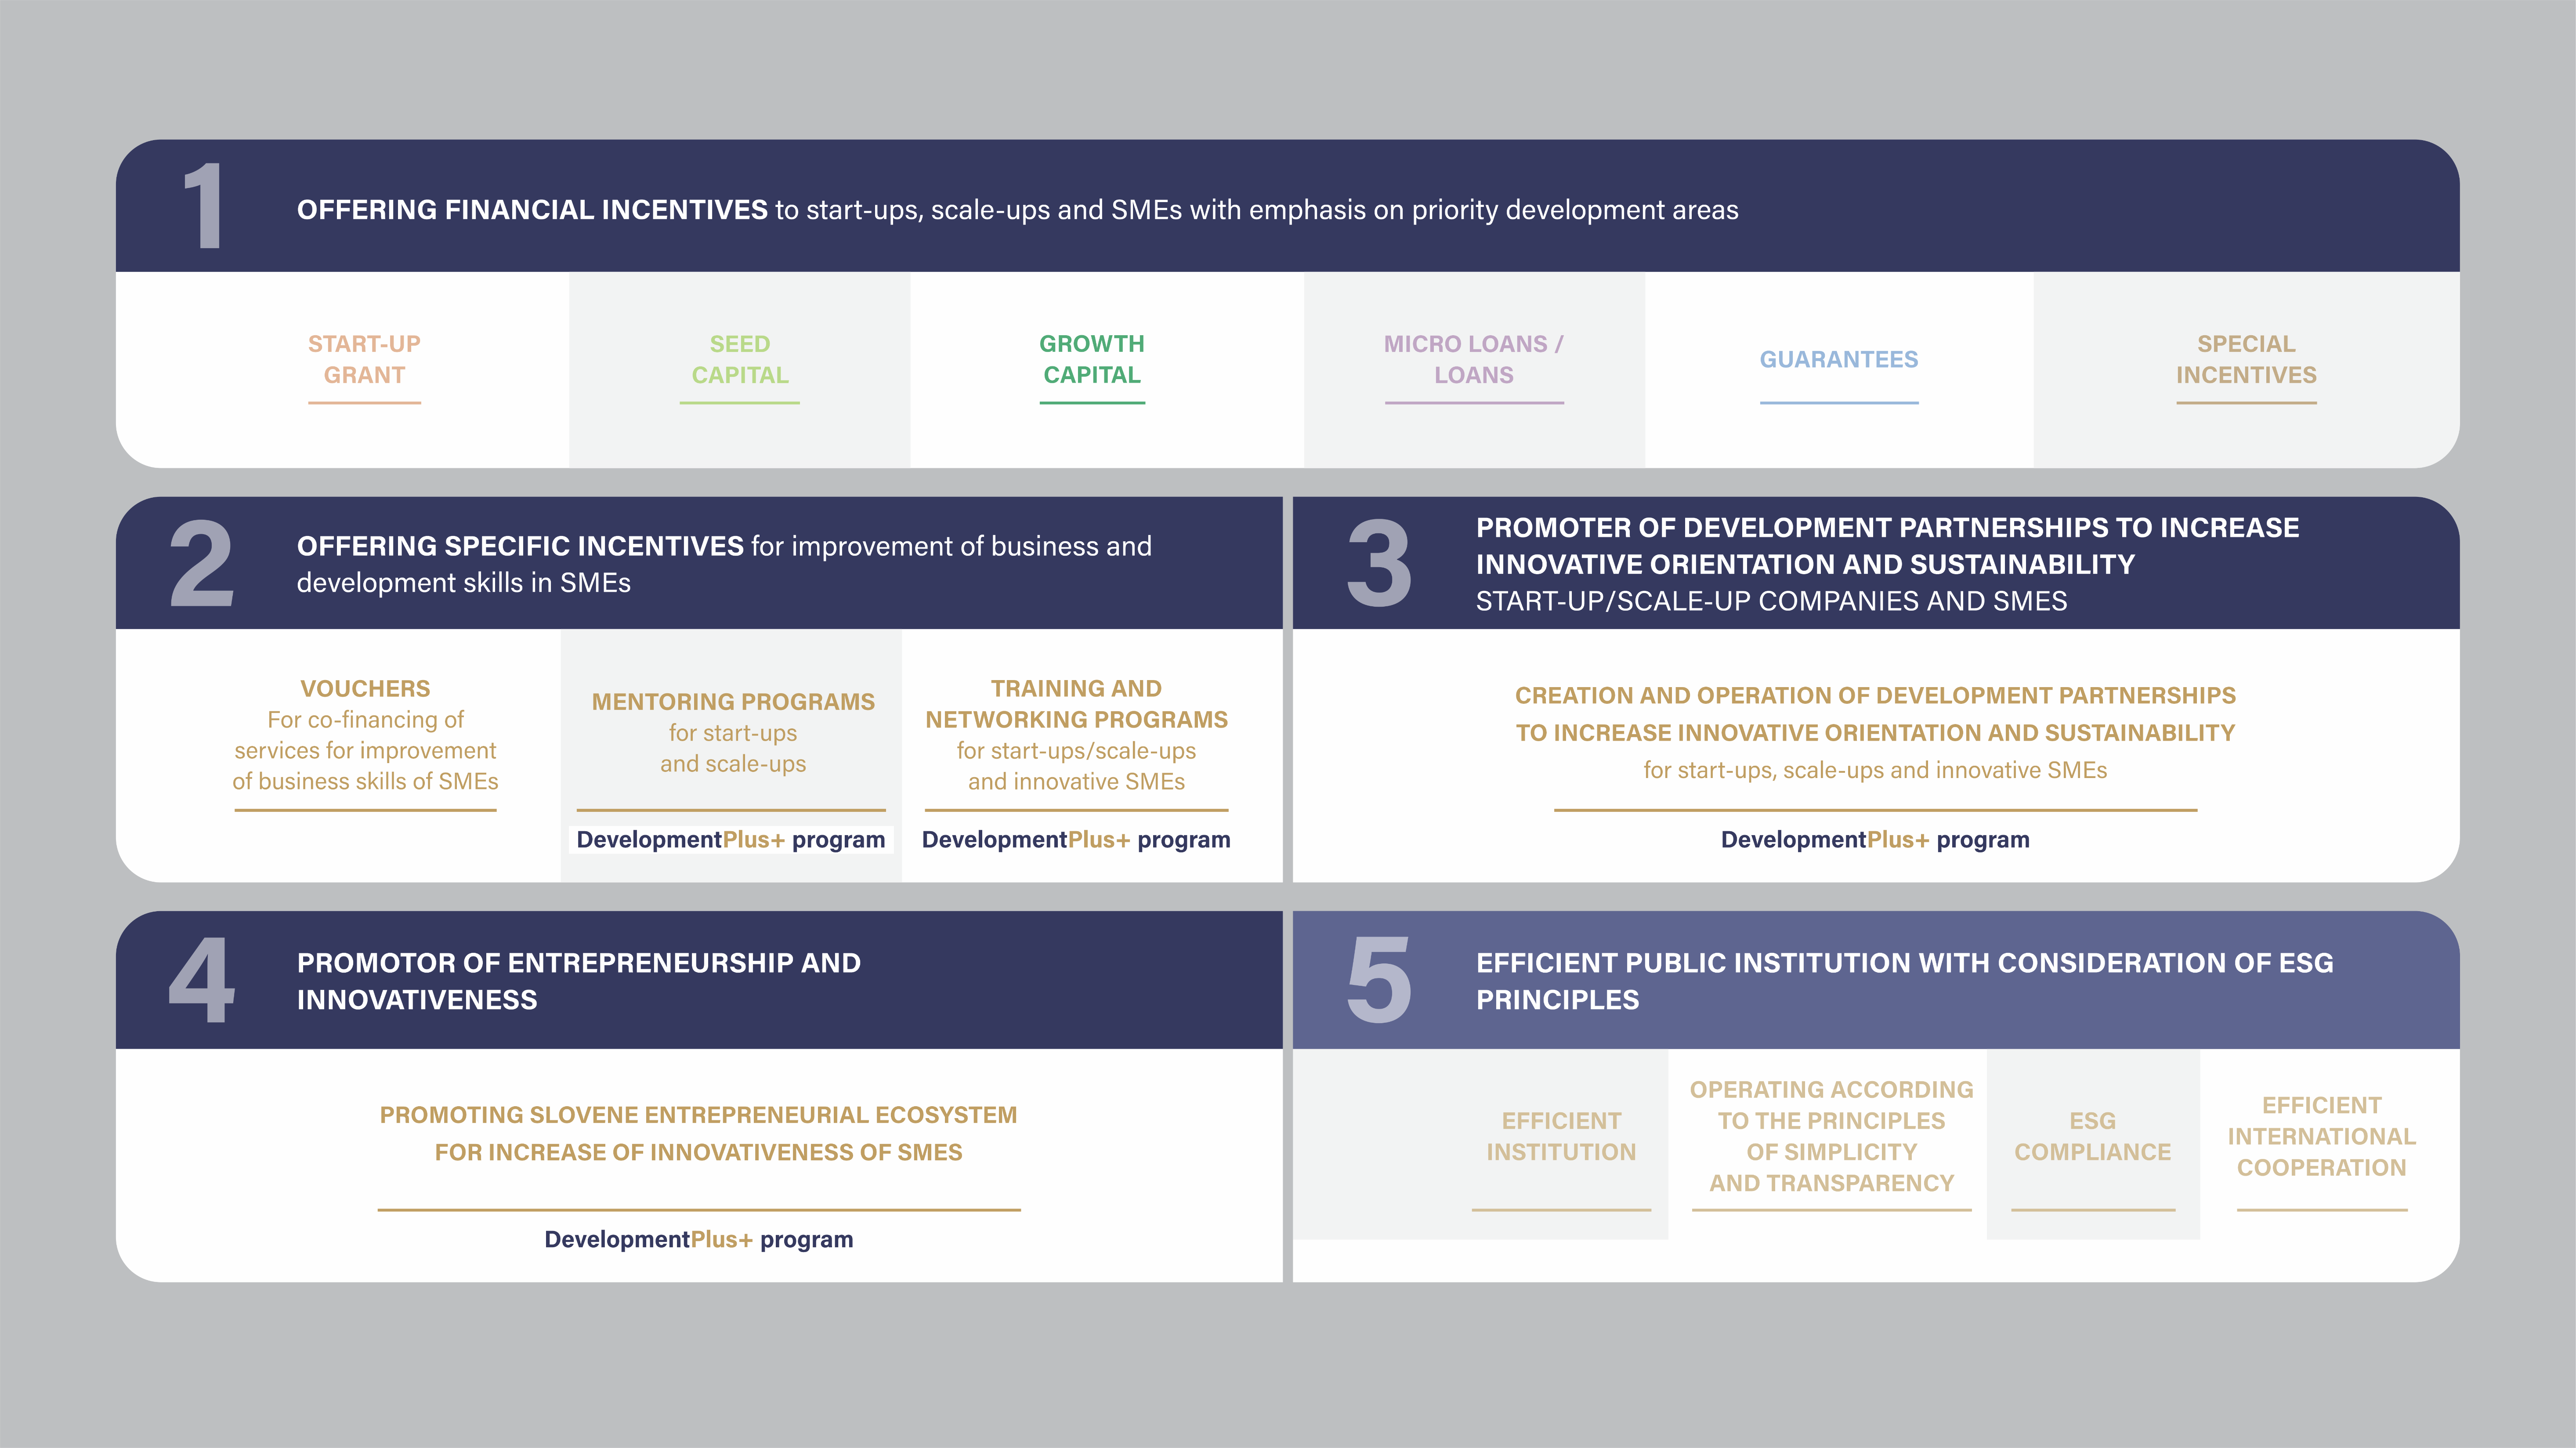 1
OFFERING FINANCIAL INCENTIVES to start-ups, scale-ups and SMEs with emphasis on priority development areas
START-UP
GRANT
SEED
CAPITAL
GROWTH
CAPITAL
MICRO LOANS /
LOANS
GUARANTEES
SPECIAL
INCENTIVES
2
OFFERING SPECIFIC INCENTIVES for improvement of business and
development skills in SMEs
VOUCHERS
For co-financing of
services for improvement
of business skills of SMEs
MENTORING PROGRAMS
for start-ups
and scale-ups
DevelopmentPlus+ program
TRAINING AND
NETWORKING PROGRAMS
for start-ups/scale-ups
and innovative SMEs
DevelopmentPlus+ program
3
PROMOTER OF DEVELOPMENT PARTNERSHIPS TO INCREASE
INNOVATIVE ORIENTATION AND SUSTAINABILITY
START-UP/SCALE-UP COMPANIES AND SMES
CREATION AND OPERATION OF DEVELOPMENT PARTNERSHIPS
TO INCREASE INNOVATIVE ORIENTATION AND SUSTAINABILITY
for start-ups, scale-ups and innovative SMEs
DevelopmentPlus+ program
4
PROMOTOR OF ENTREPRENEURSHIP AND
INNOVATIVENESS
PROMOTING SLOVENE ENTREPRENEURIAL ECOSYSTEM
FOR INCREASE OF INNOVATIVENESS OF SMES
DevelopmentPlus+ program
5
EFFICIENT PUBLIC INSTITUTION WITH CONSIDERATION OF ESG
PRINCIPLES
EFFICIENT
INSTITUTION
OPERATING ACCORDING
TO THE PRINCIPLES
OF SIMPLICITY
AND TRANSPARENCY
ESG
COMPLIANCE
EFFICIENT
INTERNATIONAL
COOPERATION